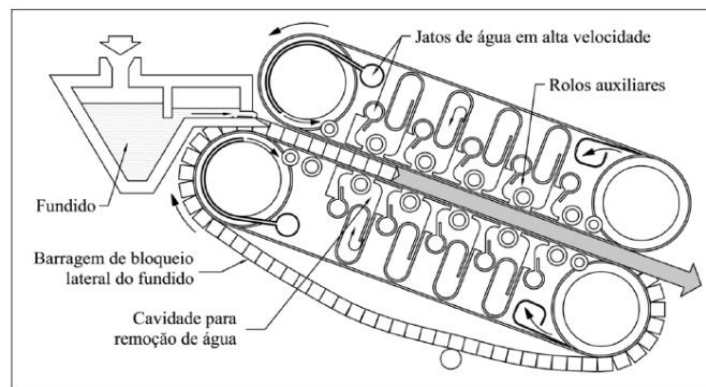 Jatos de água em alta velocidade
Rolos auxiliares
Fundido
Barragem de bloqueio
lateral do fundido
Cavidade para
remoção de água